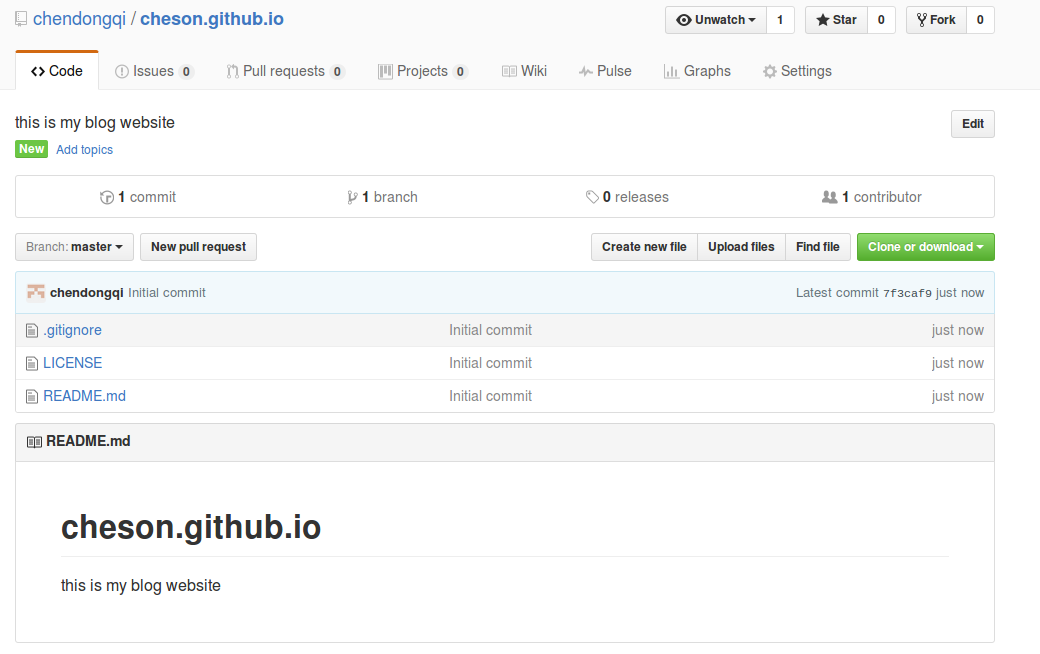 chendongqi / cheson.github.io Unwatch 1 Star 0 Fork 0
Code Issues 0 Pull requests 0 Projects 0 Wiki Pulse Graphs Settings
this is my blog website Edit
New Add topics
1 commit 1 branch 0 releases 1 contributor
Branch: master New pull request Create new file Upload files Find file Clone or download
chendongqi Initial commit Latest commit 7f3caf9 just now
.gitignore Initial commit just now
LICENSE Initial commit just now
README.md Initial commit just now
README.md
cheson.github.io
this is my blog website